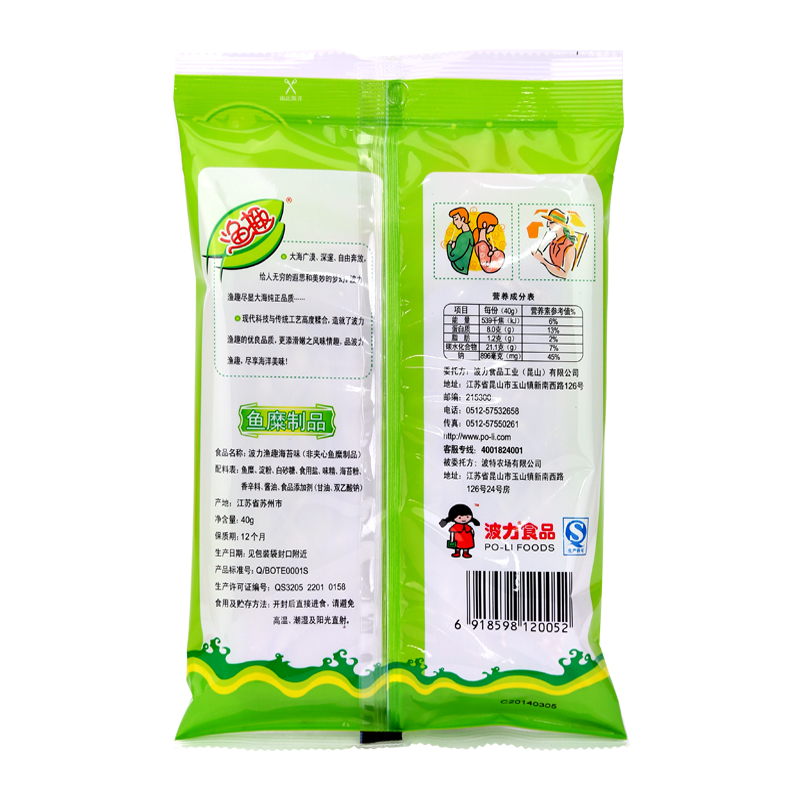 由此撕开
渔趣®
大海广漠、深邃、自由奔放,
给人无穷的遐思和美妙的梦幻,波力
渔趣尽显大海纯正品质······
现代科技与传统工艺高度糅合,造就了波力
渔趣的优良品质,更添滑嫩之风味情趣,品波力
渔趣,尽享海洋美味!
鱼糜制品
食品名称:波力渔趣海苔味(非夹心鱼糜制品)
配料表:鱼糜、淀粉、白砂糖、食用盐、味精、海苔粉、
香辛料、酱油、食品添加剂(甘油、双乙酸钠)
产地:江苏省苏州市
净含量:40g
保质期:12个月
生产日期:见包装袋封口附近
产品标准号:Q/BOTE0001S
生产许可证编号:QS3205 2201 0158
食用及贮存方法:开封后直接进食,请避免
高温、潮湿及阳光直射。
营养成分表
项目 每份(40g) 营养素参考值%
能 量 539千焦(kJ) 6%
蛋白质 8.0克(g) 13%
脂 肪 1.2克(g) 2%
碳水化合物 21.1克(g) 7%
钠 896毫克(mg) 45%
委托方:波力食品工业(昆山)有限公司
地址:江苏省昆山市玉山镇新南西路126号
邮编:215300
电话:0512-57532658
传真:0512-57550261
http://www.po-li.com
客服专线:4001824001
被委托方:波特农场有限公司
地址:江苏省昆山市玉山镇新南西路
126号24号房
波力食品
PO-LI FOODS
QS
生产许可
6 918598 120052
C20140305